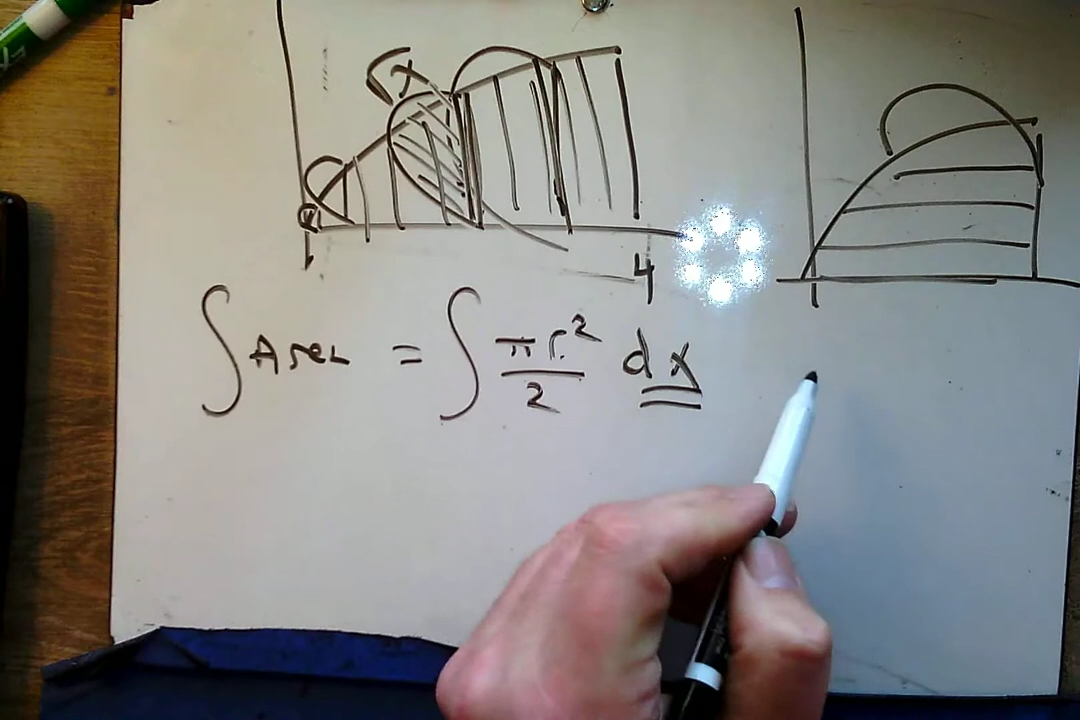 √x
4
∫ Area = ∫ πr²/2 dx